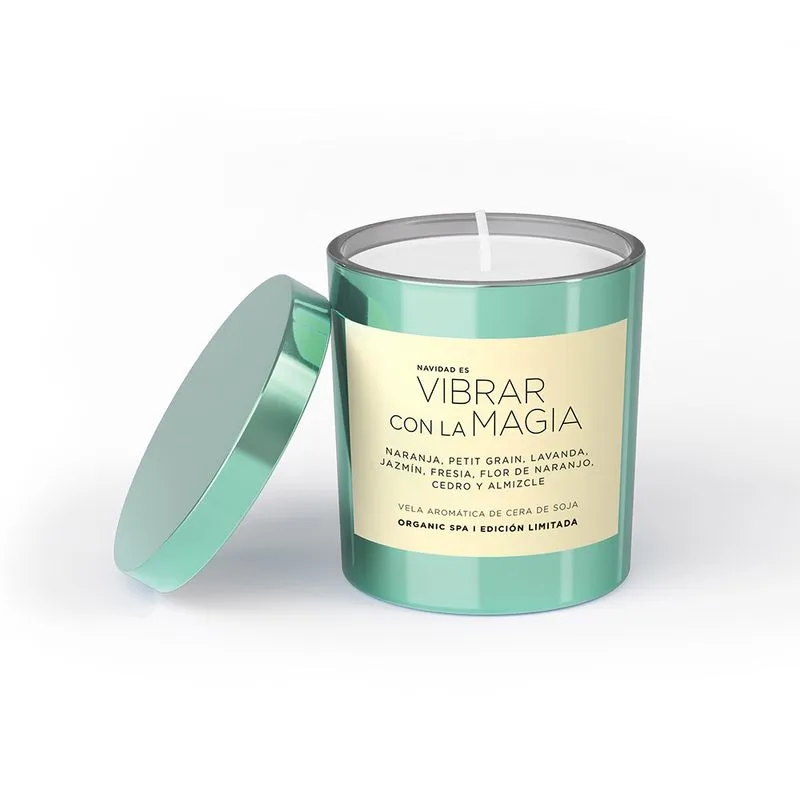 NAVIDAD ES
VIBRAR
CON LA MAGIA
NARANJA, PETIT GRAIN, LAVANDA,
JAZMÍN, FRESIA, FLOR DE NARANJO,
CEDRO Y ALMIZCLE
VELA AROMÁTICA DE CERA DE SOJA
ORGANIC SPA I EDICIÓN LIMITADA